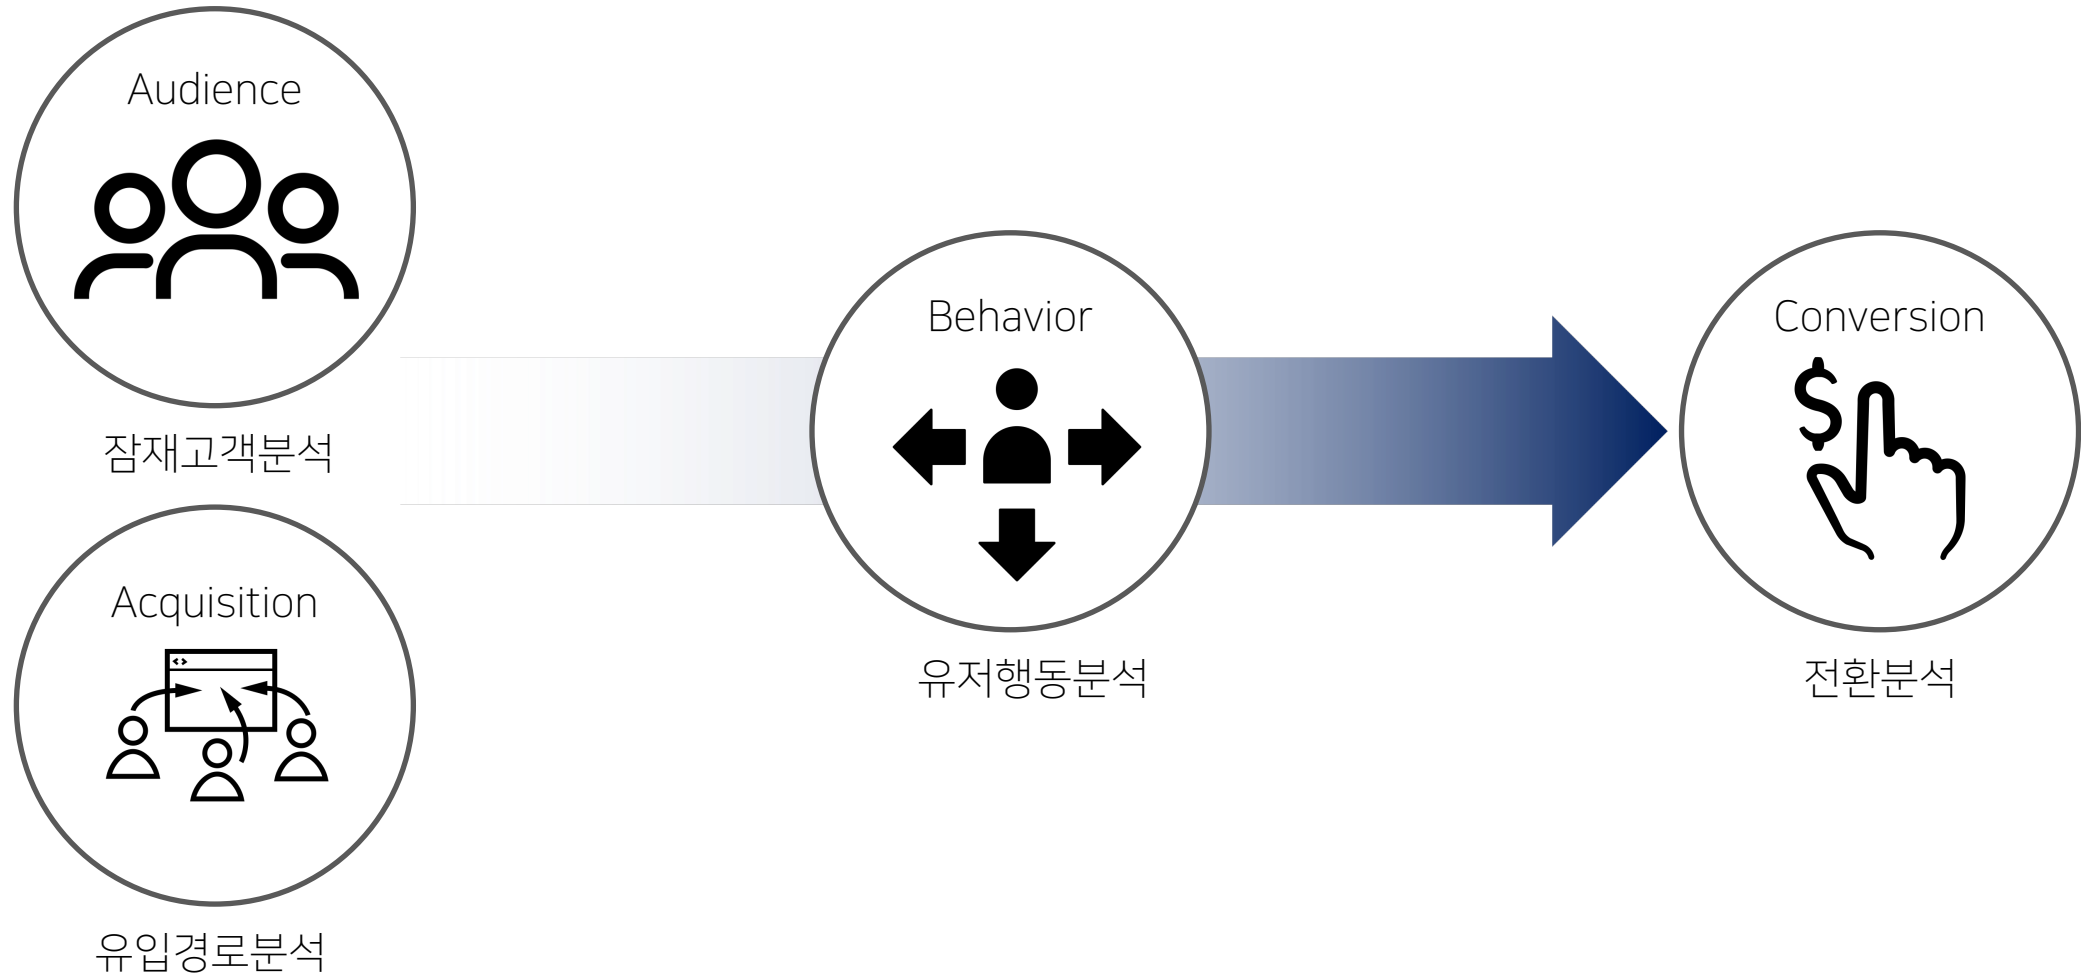 Audience
잠재고객분석
Acquisition
유입경로분석
Behavior
유저행동분석
Conversion
전환분석